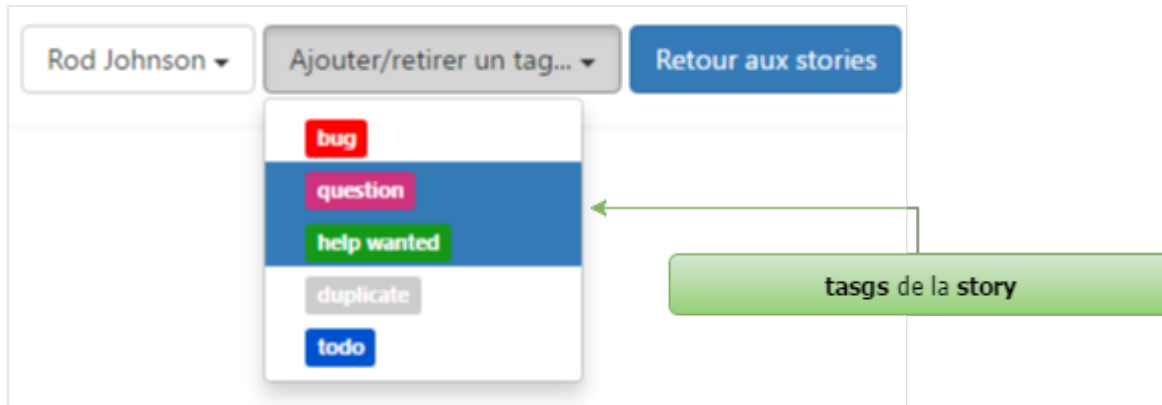 Rod Johnson
Ajouter/retirer un tag...
Retour aux stories
bug
question
help wanted
duplicate
todo
tasgs de la story